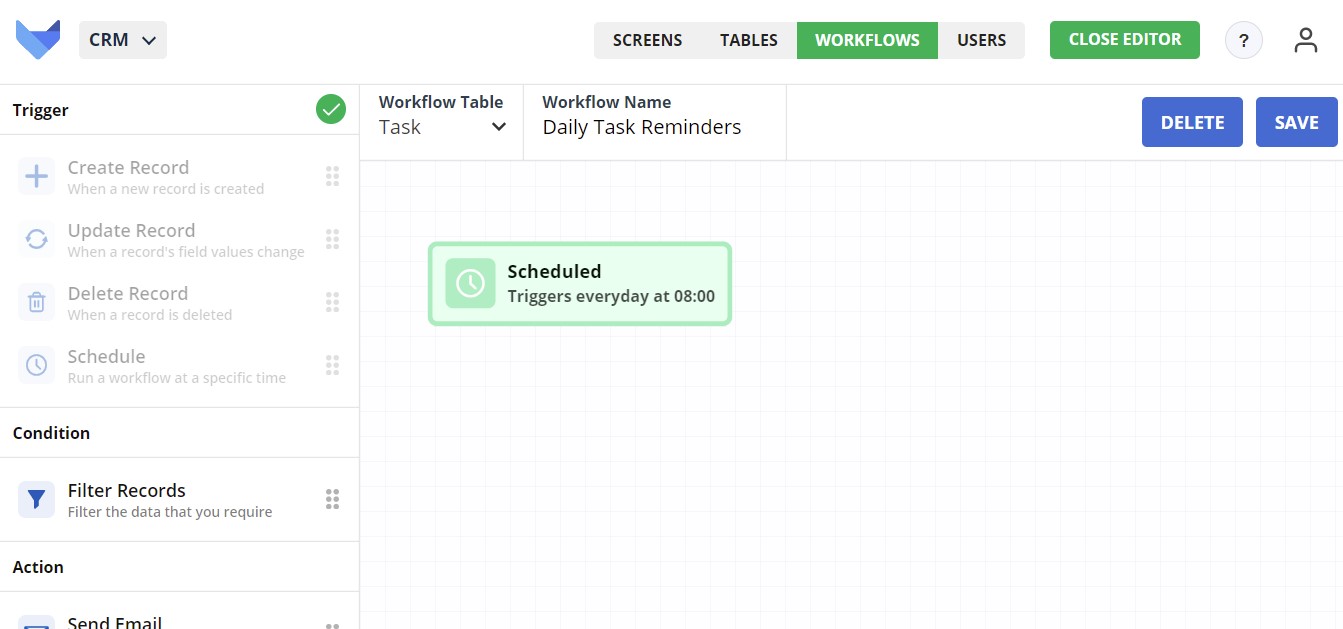 CRM
SCREENS
TABLES
WORKFLOWS
USERS
CLOSE EDITOR
?
Trigger
Workflow Table
Task
Workflow Name
Daily Task Reminders
DELETE
SAVE
Create Record
When a new record is created
Update Record
When a record's field values change
Delete Record
When a record is deleted
Schedule
Run a workflow at a specific time
Scheduled
Triggers everyday at 08:00
Condition
Filter Records
Filter the data that you require
Action
Send Email